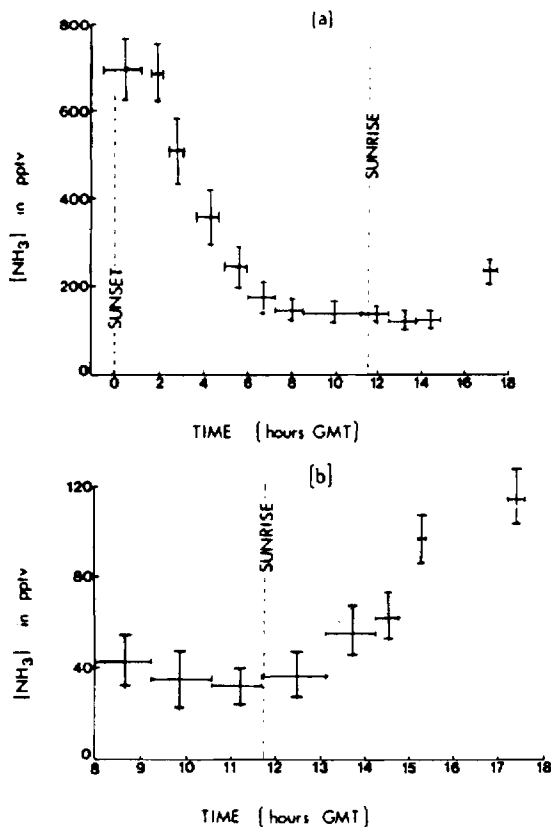 (a)
800
600
400
200
0
[NH₃] in pptv
SUNSET
SUNRISE
0 2 4 6 8 10 12 14 16 18
TIME (hours GMT)
(b)
120
80
40
0
[NH₃] in pptv
SUNRISE
8 9 10 11 12 13 14 15 16 17 18
TIME (hours GMT)